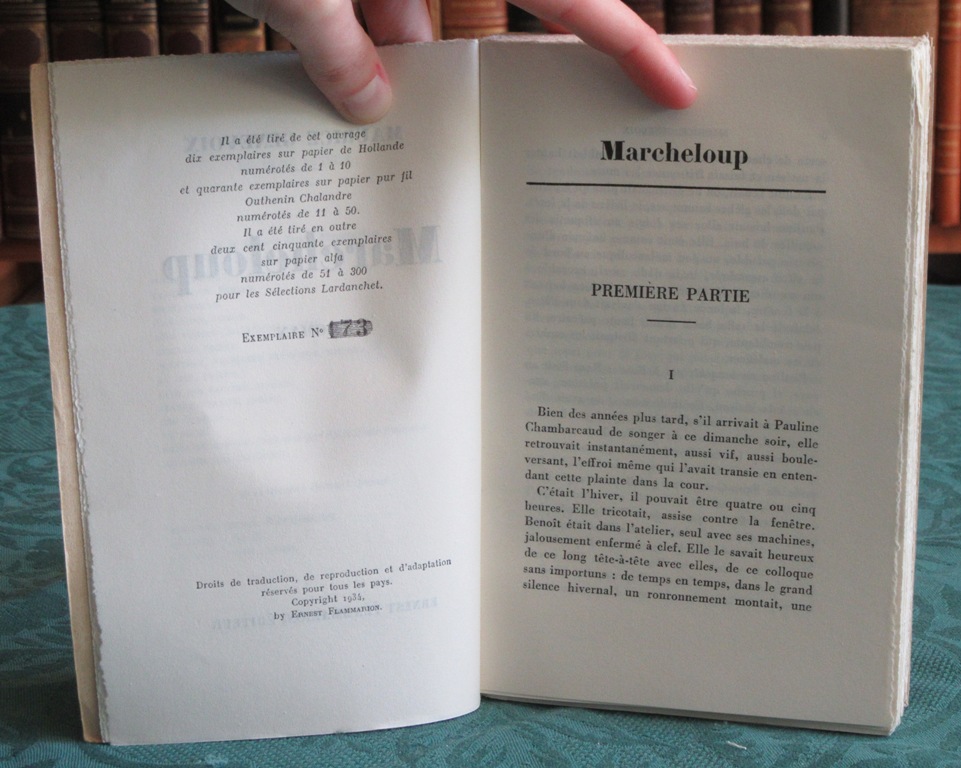 Il a été tiré de cet ouvrage
dix exemplaires sur papier de Hollande
numérotés de 1 à 10
et quarante exemplaires sur papier pur fil
Outhenin Chalandre
numérotés de 11 à 50.
Il a été tiré en outre
deux cent cinquante exemplaires
sur papier alfa
numérotés de 51 à 300
pour les Sélections Lardanchet.
EXEMPLAIRE N° 73
Droits de traduction, de reproduction et d'adaptation
réservés pour tous les pays.
Copyright 1934,
by ERNEST FLAMMARION.
Marcheloup
PREMIÈRE PARTIE
I
Bien des années plus tard, s'il arrivait à Pauline
Chambarcaud de songer à ce dimanche soir, elle
retrouvait instantanément, aussi vif, aussi boule-
versant, l'effroi même qui l'avait transie en enten-
dant cette plainte dans la cour.
C'était l'hiver, il pouvait être quatre ou cinq
heures. Elle tricotait, assise contre la fenêtre.
Benoît était dans l'atelier, seul avec ses machines,
jalousement enfermé à clef. Elle le savait heureux
de ce long tête-à-tête avec elles, de ce colloque
sans importuns : de temps en temps, dans le grand
silence hivernal, un ronronnement montait, une